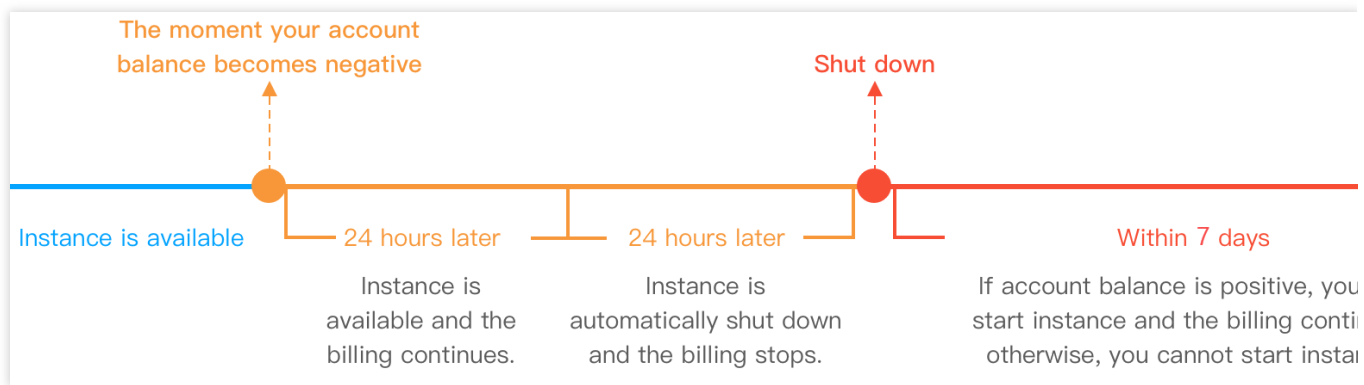 The moment your account
balance becomes negative
Shut down
Instance is available
24 hours later
24 hours later
Within 7 days
Instance is
available and the
billing continues.
Instance is
automatically shut down
and the billing stops.
If account balance is positive, you
start instance and the billing
otherwise, you cannot start